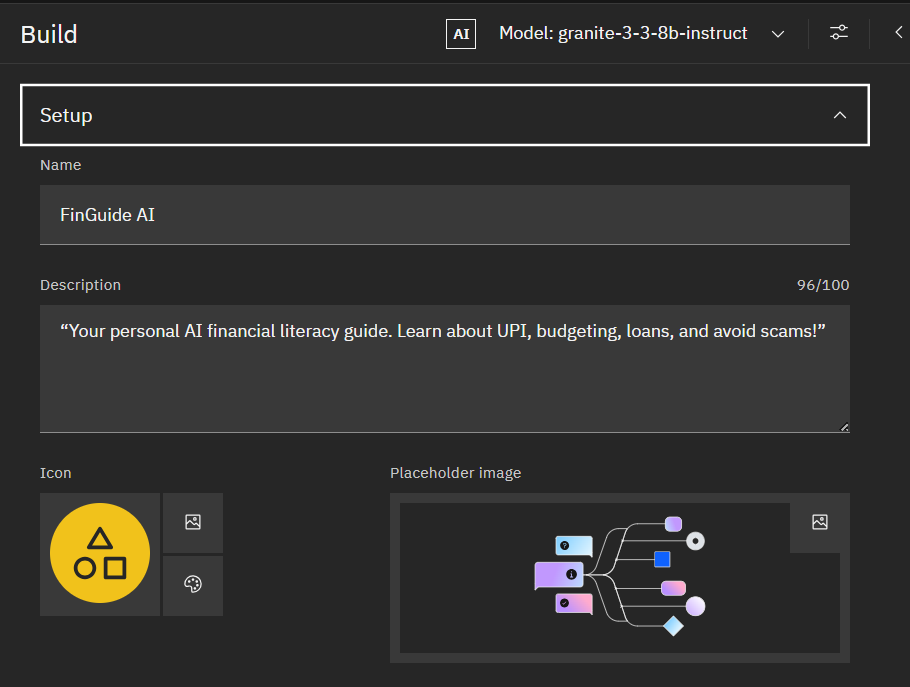 Build
AI Model: granite-3-3-8b-instruct
Setup
Name
FinGuide AI
Description 96/100
“Your personal AI financial literacy guide. Learn about UPI, budgeting, loans, and avoid scams!”
Icon Placeholder image